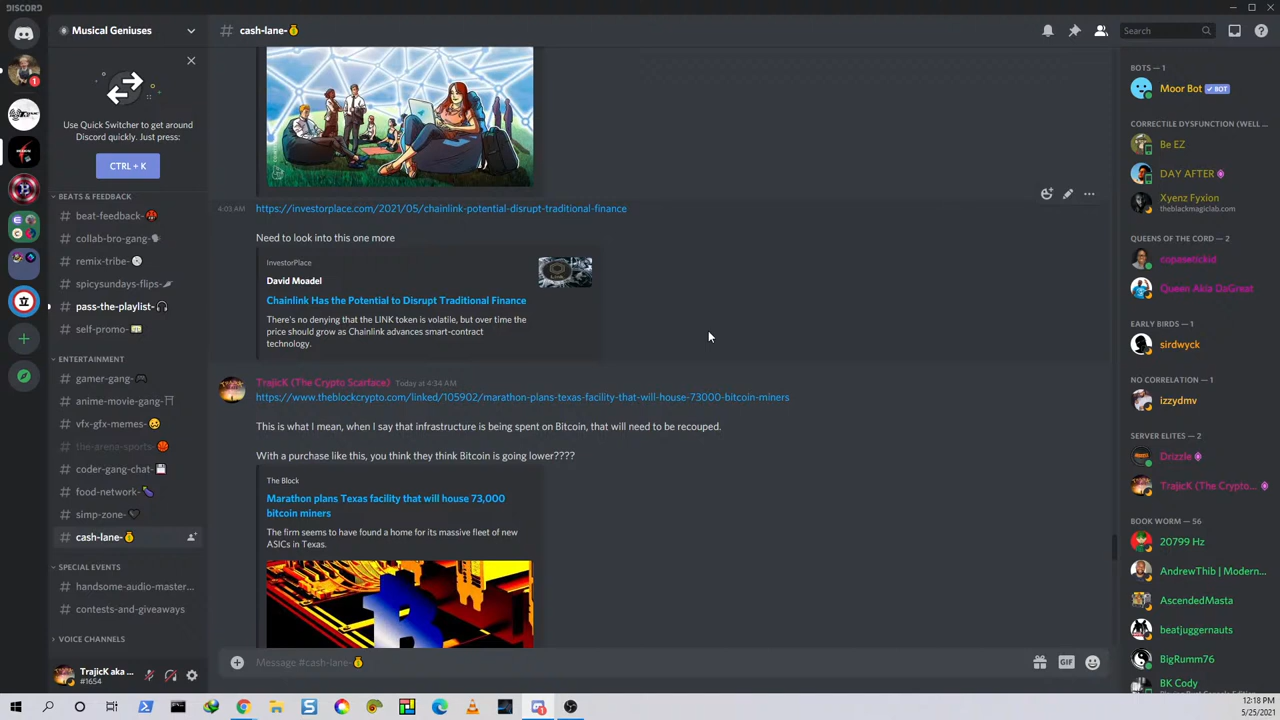 DISCORD
Musical Geniuses
# cash-lane-💰
Search
Use Quick Switcher to get around
Discord quickly. Just press:
CTRL + K
BEATS & FEEDBACK
# beat-feedback-
# collab-bro-gang-
# remix-tribe-
# spicysundays-flips-
# pass-the-playlist-🎧
# self-promo-
ENTERTAINMENT
# gamer-gang-🎮
# anime-movie-gang-
# vfx-gfx-memes-
# the-arena-sports-🏀
# coder-gang-chat-💾
# food-network-🍆
# simp-zone-🖤
# cash-lane-💰
SPECIAL EVENTS
# handsome-audio-master...
# contests-and-giveaways
VOICE CHANNELS
TrajicK aka ...
#1654
4:03 AM https://investorplace.com/2021/05/chainlink-potential-disrupt-traditional-finance
Need to look into this one more
InvestorPlace
David Moadel
Chainlink Has the Potential to Disrupt Traditional Finance
There's no denying that the LINK token is volatile, but over time the
price should grow as Chainlink advances smart-contract
technology.
TrajicK (The Crypto Scarface) Today at 4:34 AM
https://www.theblockcrypto.com/linked/105902/marathon-plans-texas-facility-that-will-house-73000-bitcoin-miners
This is what I mean, when I say that infrastructure is being spent on Bitcoin, that will need to be recouped.
With a purchase like this, you think they think Bitcoin is going lower????
The Block
Marathon plans Texas facility that will house 73,000
bitcoin miners
The firm seems to have found a home for its massive fleet of new
ASICs in Texas.
Message #cash-lane-💰
GIF
BOTS — 1
Moor Bot ✓ BOT
CORRECTILE DYSFUNCTION (WELL ...
Be EZ
DAY AFTER
Xyenz Fyxion
theblackmagiclab.com
QUEENS OF THE CORD — 2
copasetickid
Queen Akia DaGreat
EARLY BIRDS — 1
sirdwyck
NO CORRELATION — 1
izzydmv
SERVER ELITES — 2
Drizzle
TrajicK (The Crypto...
BOOK WORM — 56
20799 Hz
AndrewThib | Modern...
AscendedMasta
beatjuggernauts
BigRumm76
BK Cody
12:18 PM
5/25/2021